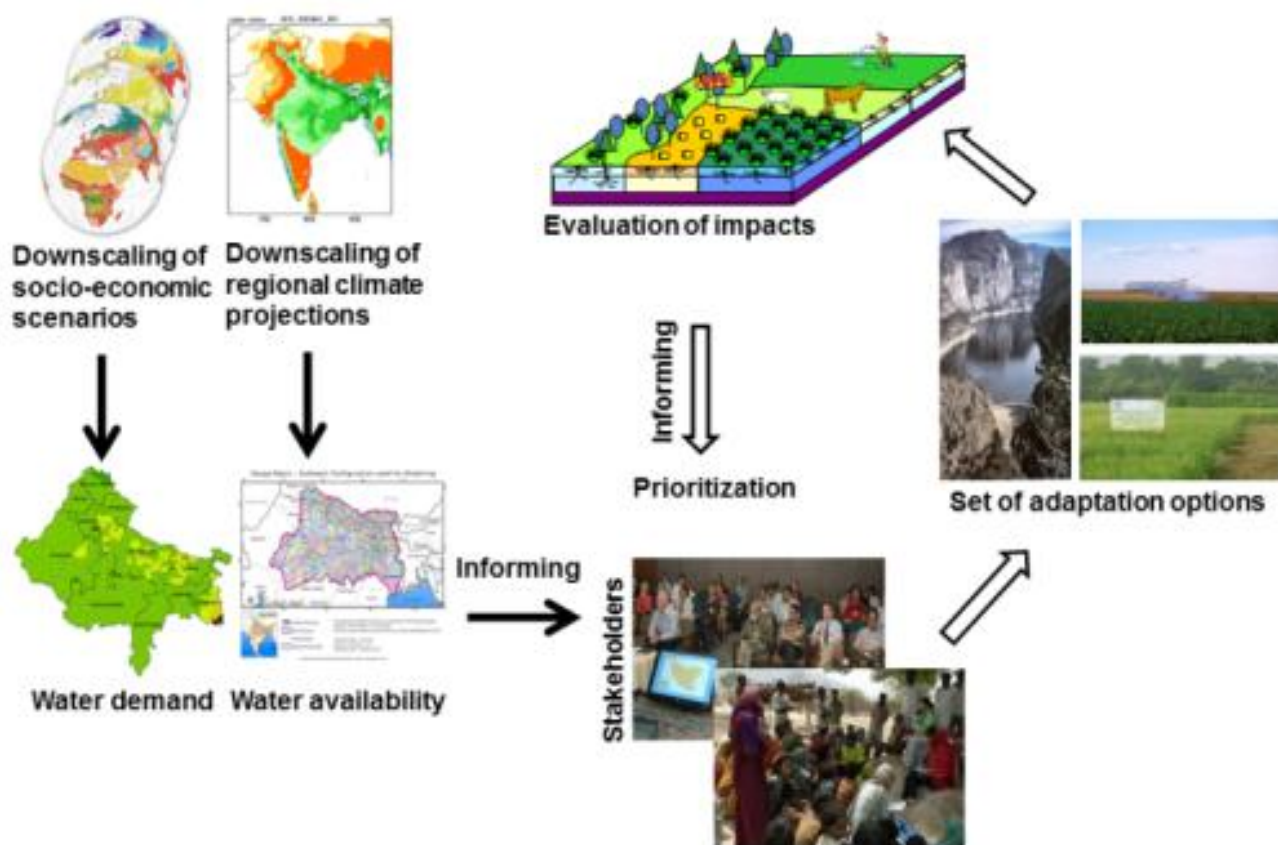 Downscaling of
socio-economic
scenarios
Downscaling of
regional climate
projections
Evaluation of impacts
Informing
Prioritization
Set of adaptation options
Informing
Stakeholders
Water demand
Water availability